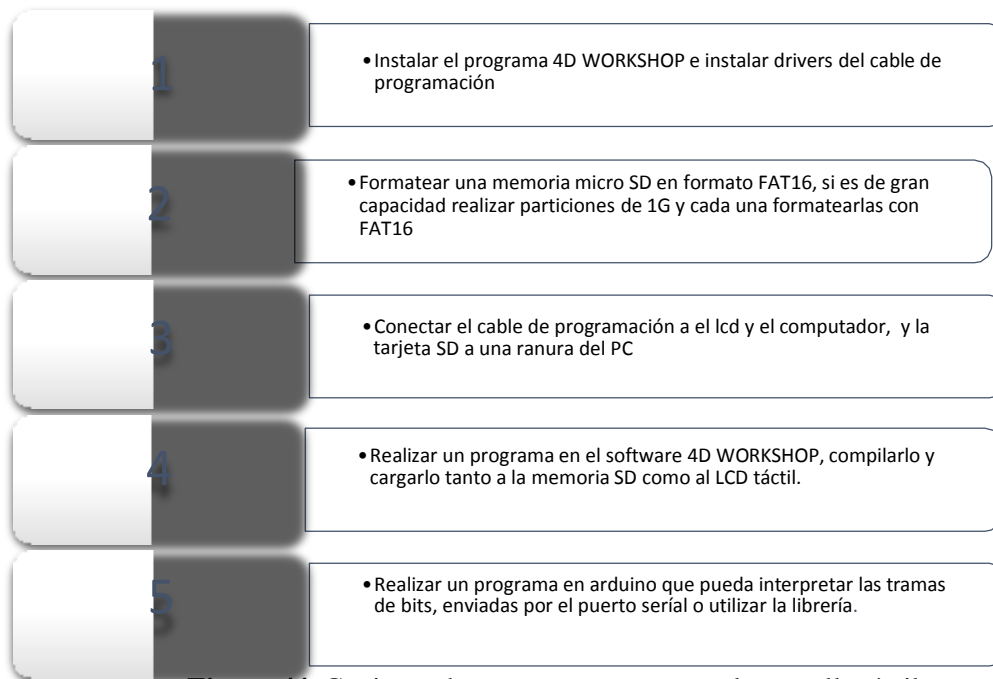 1
•Instalar el programa 4D WORKSHOP e instalar drivers del cable de
programación
2
•Formatear una memoria micro SD en formato FAT16, si es de gran
capacidad realizar particiones de 1G y cada una formatearlas con
FAT16
3
•Conectar el cable de programación a el lcd y el computador, y la
tarjeta SD a una ranura del PC
4
•Realizar un programa en el software 4D WORKSHOP, compilarlo y
cargarlo tanto a la memoria SD como al LCD táctil.
5
•Realizar un programa en arduino que pueda interpretar las tramas
de bits, enviadas por el puerto seríal o utilizar la librería.